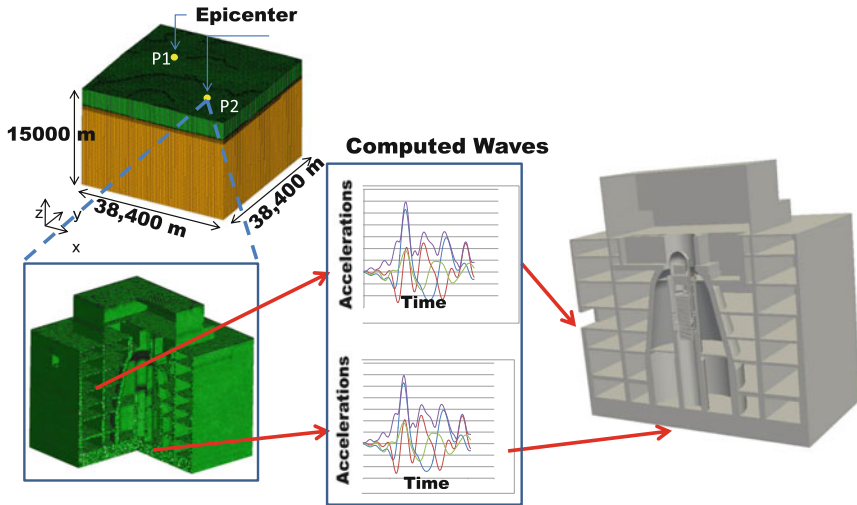 Epicenter
P1
P2
15000 m
38,400 m
38,400 m
z
y
x
Computed Waves
Accelerations
Time
Accelerations
Time